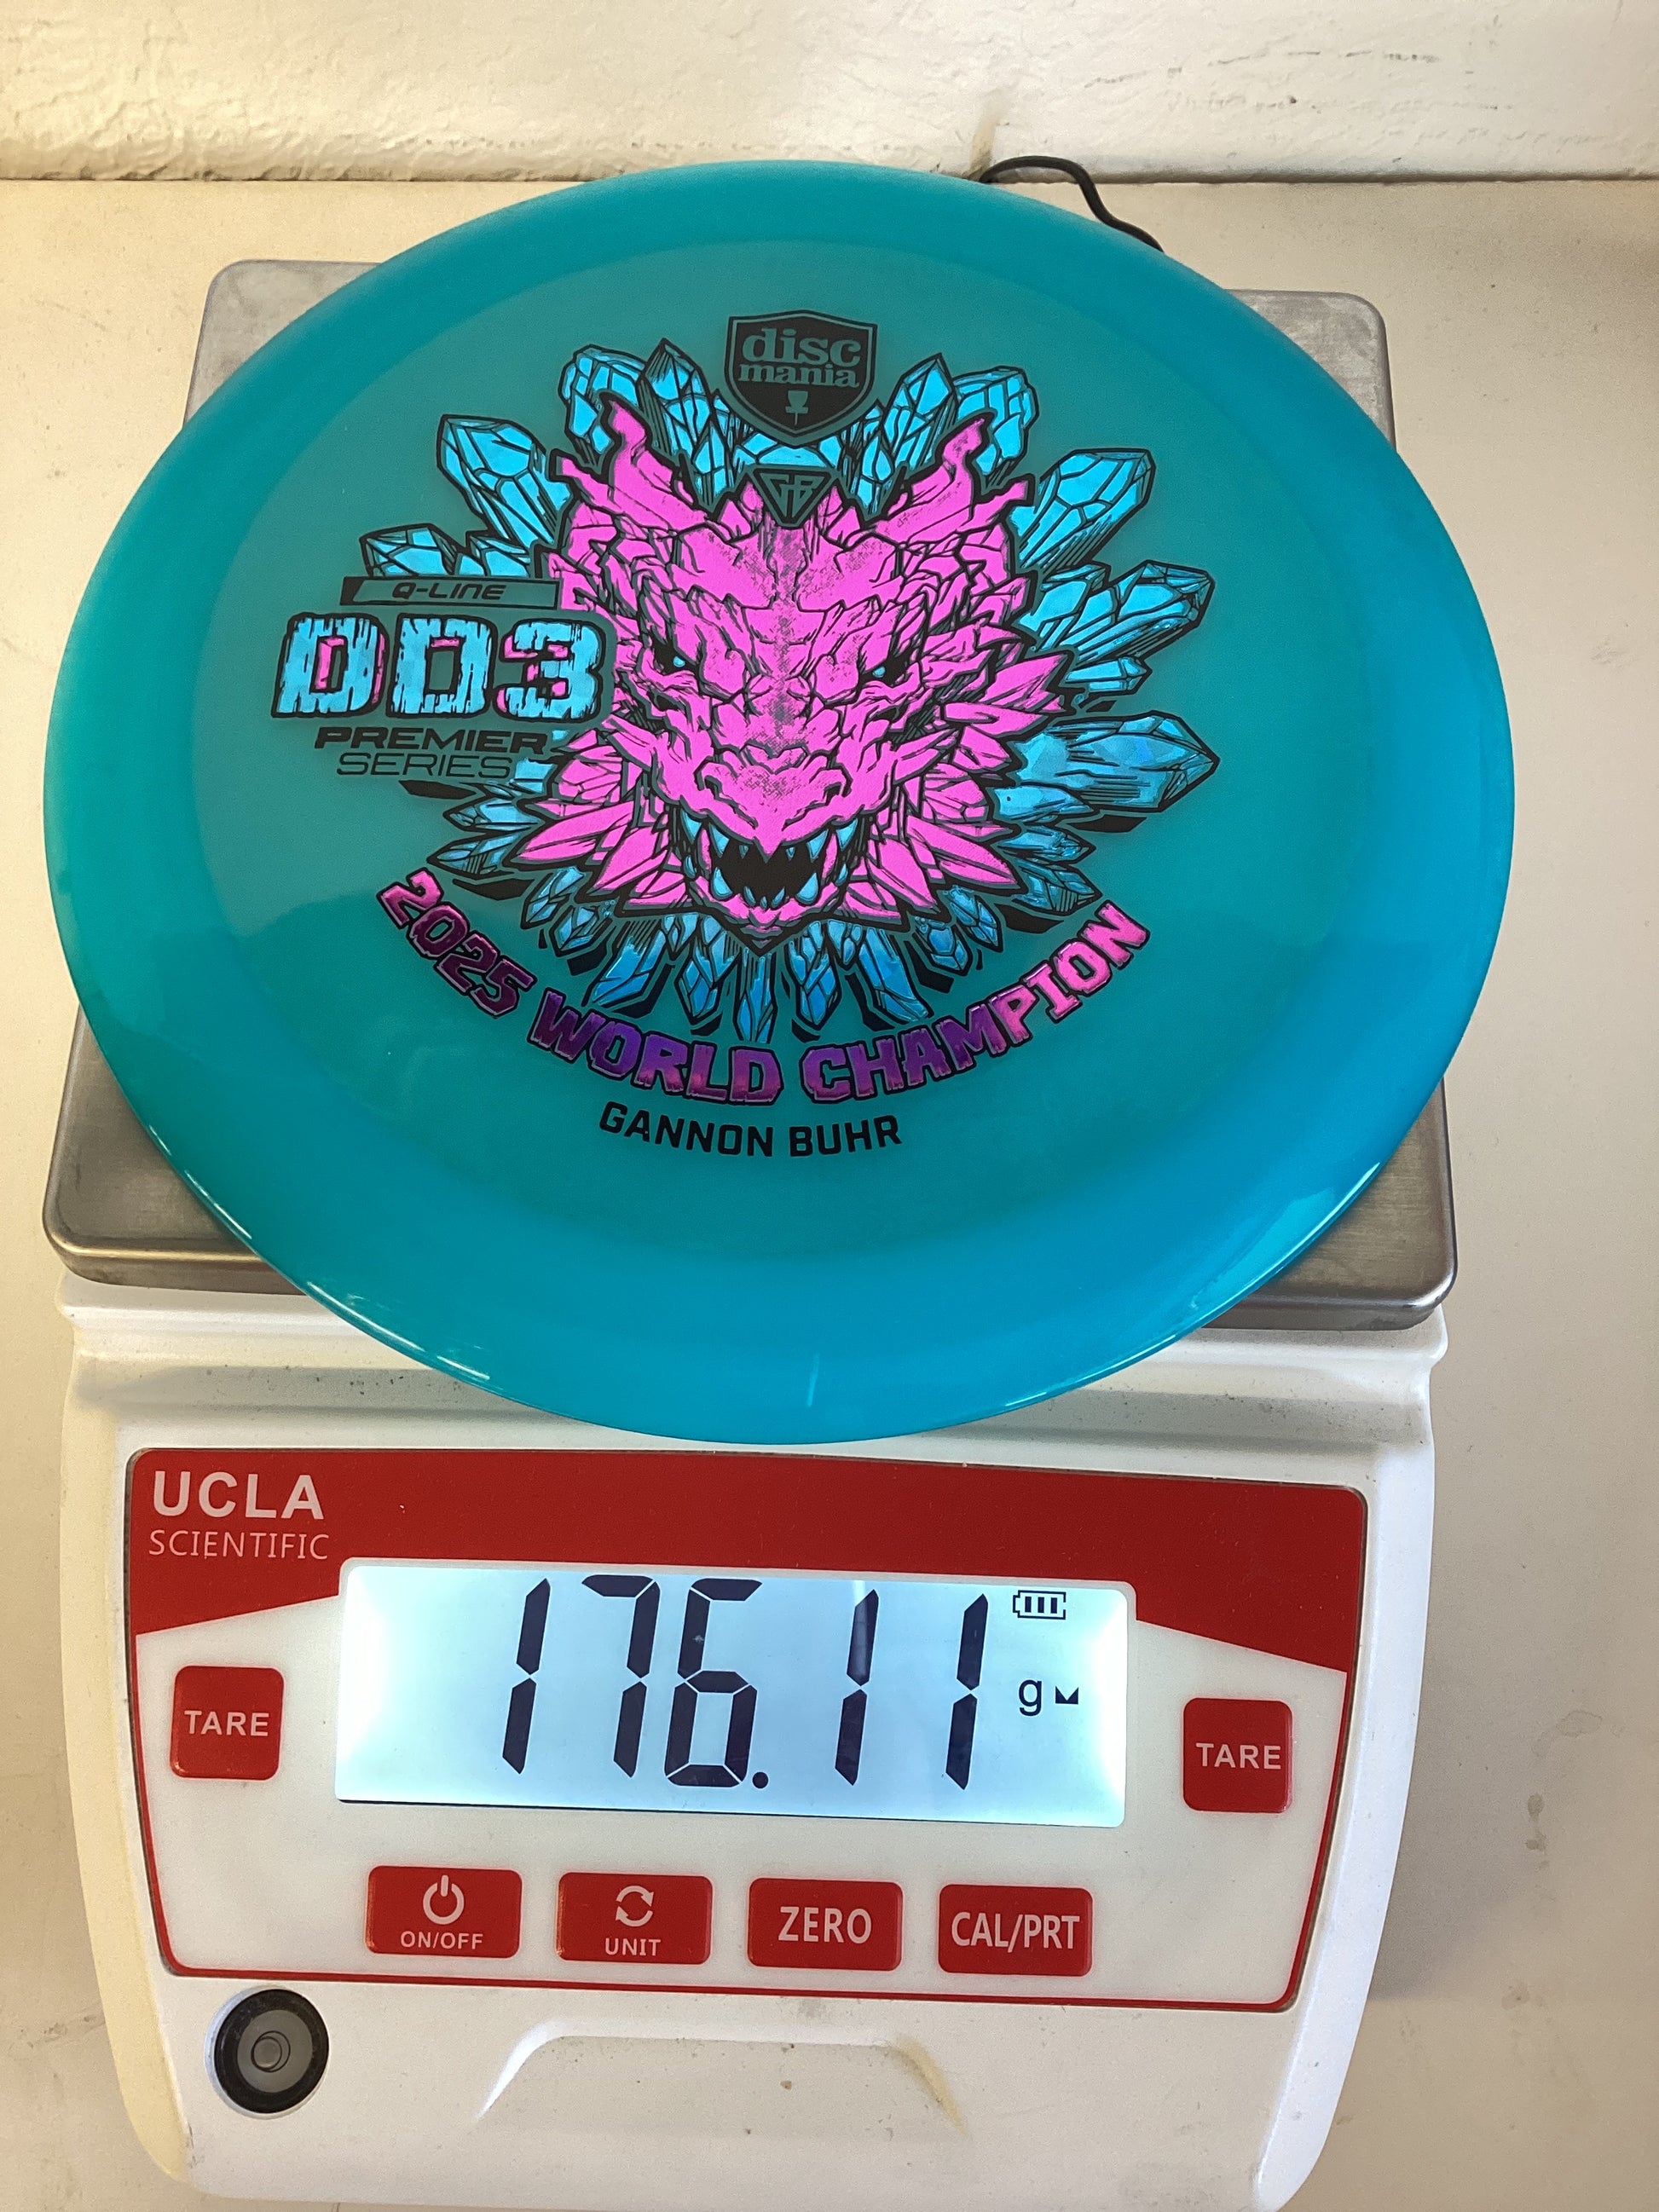 disc
mania
GB
Q-LINE
DD3
PREMIER
SERIES
2025 WORLD CHAMPION
GANNON BUHR
UCLA
SCIENTIFIC
176.11
g
TARE
TARE
ON/OFF
UNIT
ZERO
CAL/PRT